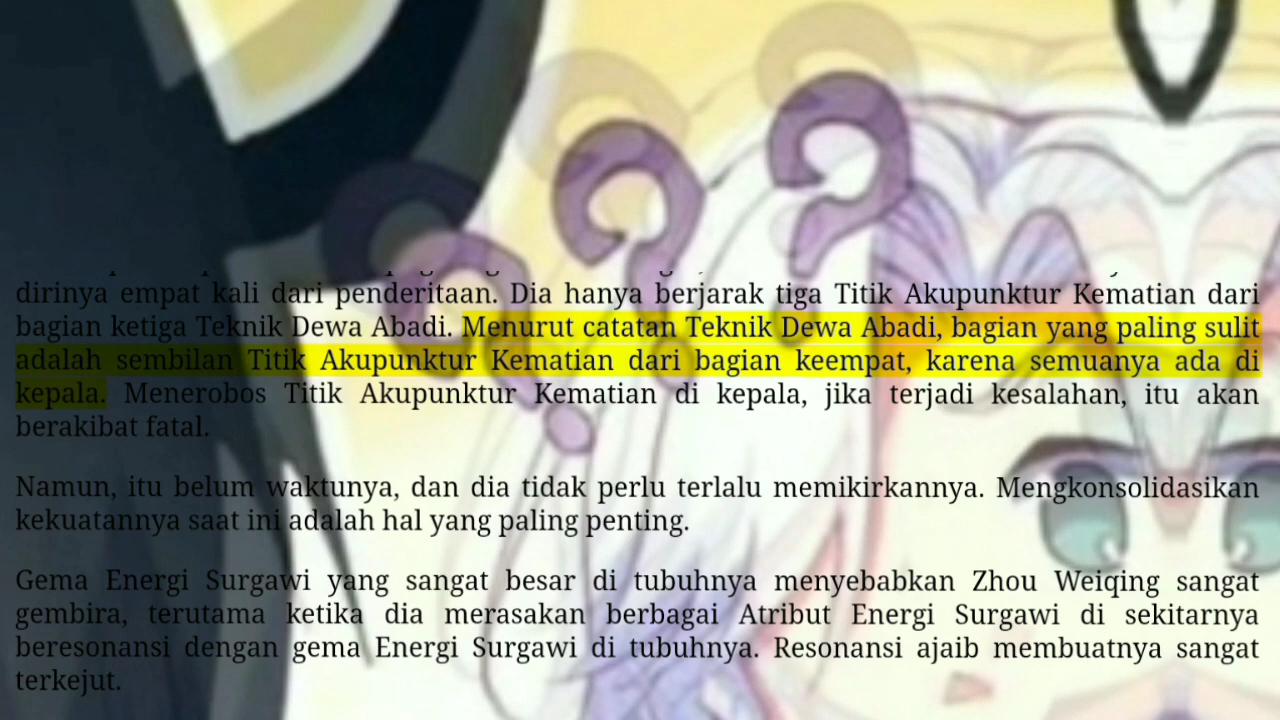 dirinya empat kali dari penderitaan. Dia hanya berjarak tiga Titik Akupunktur Kematian dari
bagian ketiga Teknik Dewa Abadi. Menurut catatan Teknik Dewa Abadi, bagian yang paling sulit
adalah sembilan Titik Akupunktur Kematian dari bagian keempat, karena semuanya ada di
kepala. Menerobos Titik Akupunktur Kematian di kepala, jika terjadi kesalahan, itu akan
berakibat fatal.
Namun, itu belum waktunya, dan dia tidak perlu terlalu memikirkannya. Mengkonsolidasikan
kekuatannya saat ini adalah hal yang paling penting.
Gema Energi Surgawi yang sangat besar di tubuhnya menyebabkan Zhou Weiqing sangat
gembira, terutama ketika dia merasakan berbagai Atribut Energi Surgawi di sekitarnya
beresonansi dengan gema Energi Surgawi di tubuhnya. Resonansi ajaib membuatnya sangat
terkejut.